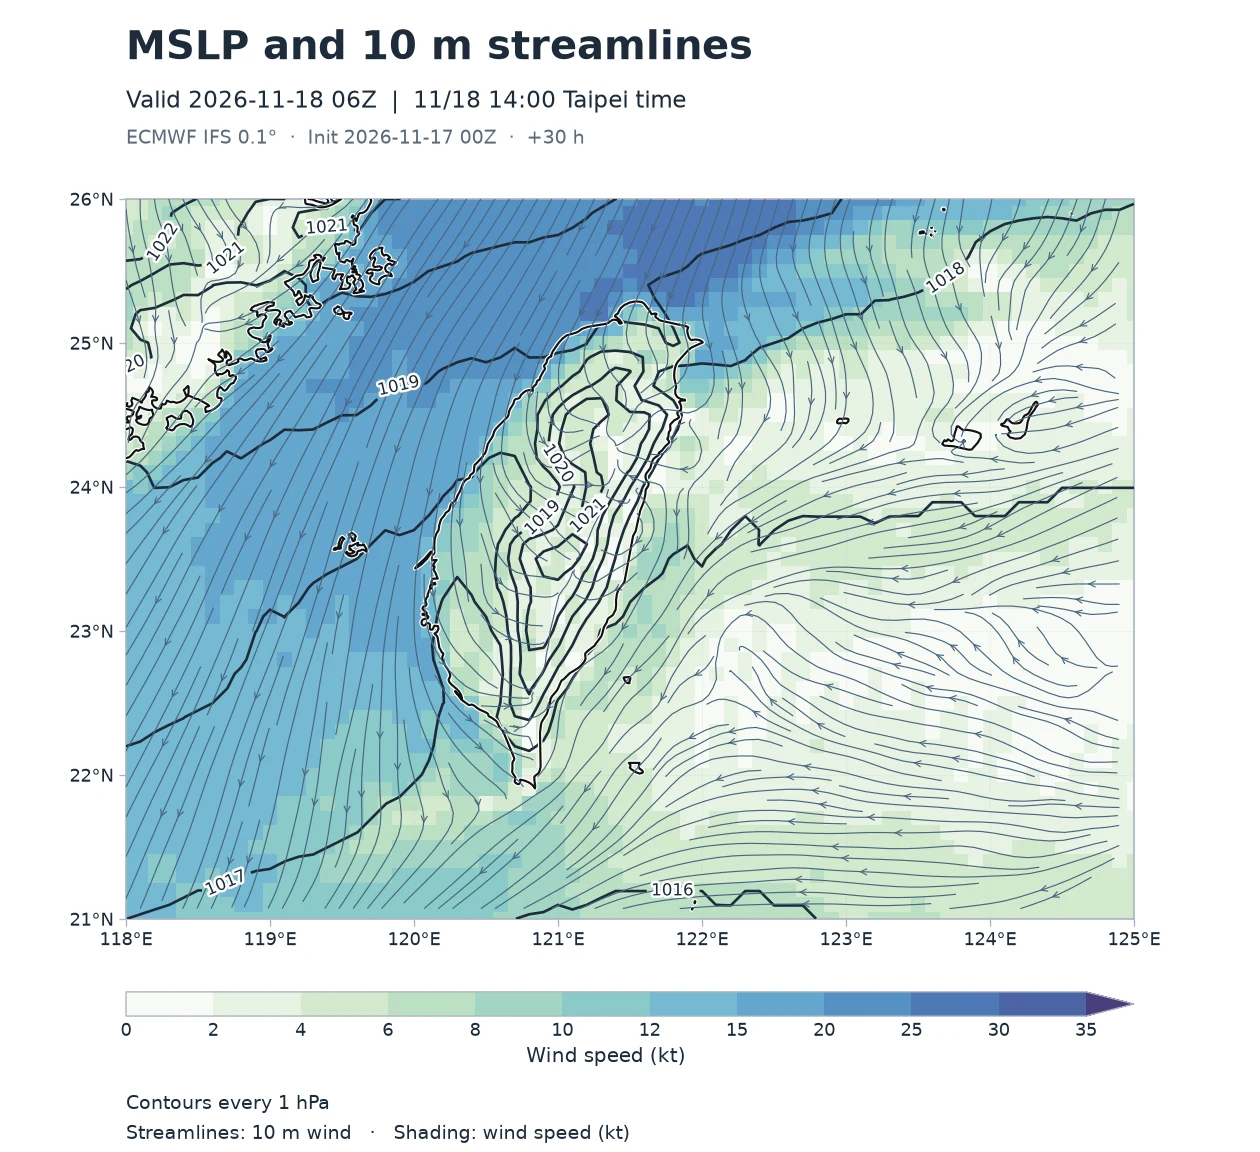 MSLP and 10 m streamlines
Valid 2026-11-18 06Z | 11/18 14:00 Taipei time
ECMWF IFS 0.1° · Init 2026-11-17 00Z · +30 h
26°N
25°N
24°N
23°N
22°N
21°N
1022
1021
1021
1018
20
1019
1020
1019
1021
1017
1016
118°E 119°E 120°E 121°E 122°E 123°E 124°E 125°E
0 2 4 6 8 10 12 15 20 25 30 35
Wind speed (kt)
Contours every 1 hPa
Streamlines: 10 m wind · Shading: wind speed (kt)